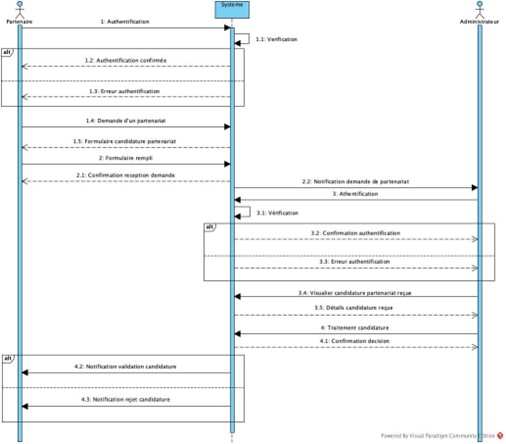 Systeme
Partenaire
Administrateur
1: Authentification
1.1: Verification
alt
1.2: Authentification confirmée
1.3: Erreur authentification
1.4: Demande d'un partenariat
1.5: Formulaire candidature partenariat
2: Formulaire rempli
2.1: Confirmation reception demande
2.2: Notification demande de partenariat
3: Athentification
3.1: Vérification
alt
3.2: Confirmation authentification
3.3: Erreur authentification
3.4: Visualier candidature partenariat reçue
3.5: Détails candidature reçue
4: Traitement candidature
4.1: Confirmation decision
alt
4.2: Notification validation candidature
4.3: Notification rejet candidature
Powered By Visual Paradigm Community Edition